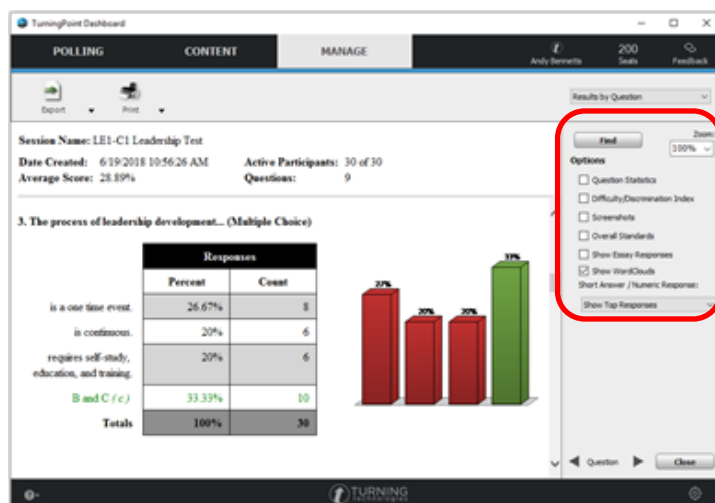 TurningPoint Dashboard
POLLING CONTENT MANAGE
Andy Bennetts 200 Seats Feedback
Export Print
Results by Question
Session Name: LE1-C1 Leadership Test
Date Created: 6/19/2018 10:56:26 AM Active Participants: 30 of 30
Average Score: 28.89% Questions: 9
Find
Zoom:
100%
Options
Question Statistics
Difficulty/Discrimination Index
Screenshots
Overall Standards
Show Essay Responses
Show WordClouds
Short Answer / Numeric Response:
Show Top Responses
3. The process of leadership development... (Multiple Choice)
Responses
Percent Count
is a one time event. 26.67% 8
is continuous. 20% 6
requires self-study, education, and training. 20% 6
B and C (c) 33.33% 10
Totals 100% 30
27% 20% 20% 33%
Question Close
TURNING
TECHNOLOGIES